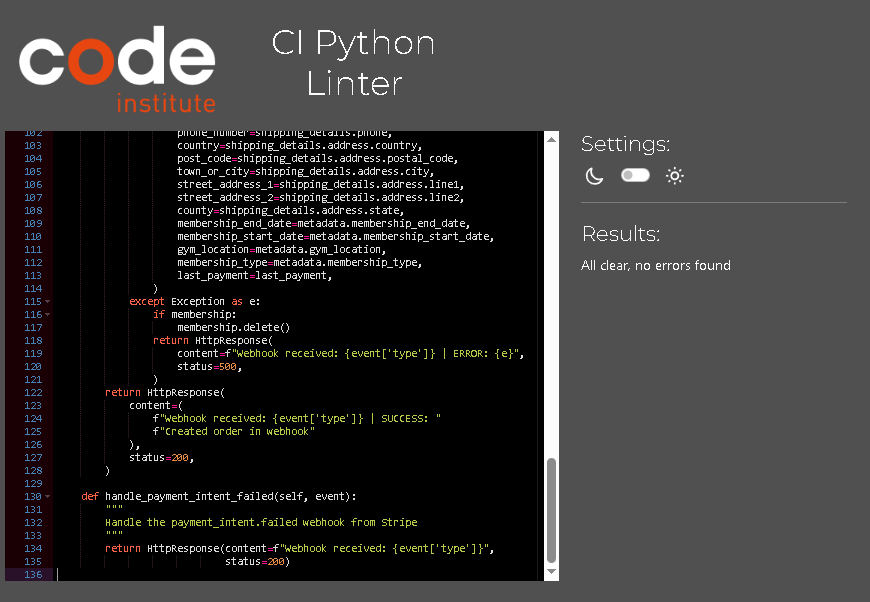 code
institute
CI Python
Linter
102 phone_number=shipping_details.phone,
103 country=shipping_details.address.country,
104 post_code=shipping_details.address.postal_code,
105 town_or_city=shipping_details.address.city,
106 street_address_1=shipping_details.address.line1,
107 street_address_2=shipping_details.address.line2,
108 county=shipping_details.address.state,
109 membership_end_date=metadata.membership_end_date,
110 membership_start_date=metadata.membership_start_date,
111 gym_location=metadata.gym_location,
112 membership_type=metadata.membership_type,
113 last_payment=last_payment,
114 )
115 except Exception as e:
116 if membership:
117 membership.delete()
118 return HttpResponse(
119 content=f"Webhook received: {event['type']} | ERROR: {e}",
120 status=500,
121 )
122 return HttpResponse(
123 content=(
124 f"Webhook received: {event['type']} | SUCCESS: "
125 f"Created order in webhook"
126 ),
127 status=200,
128 )
129
130 def handle_payment_intent_failed(self, event):
131 """
132 Handle the payment_intent.failed webhook from Stripe
133 """
134 return HttpResponse(content=f"Webhook received: {event['type']}",
135 status=200)
136
Settings:
Results:
All clear, no errors found